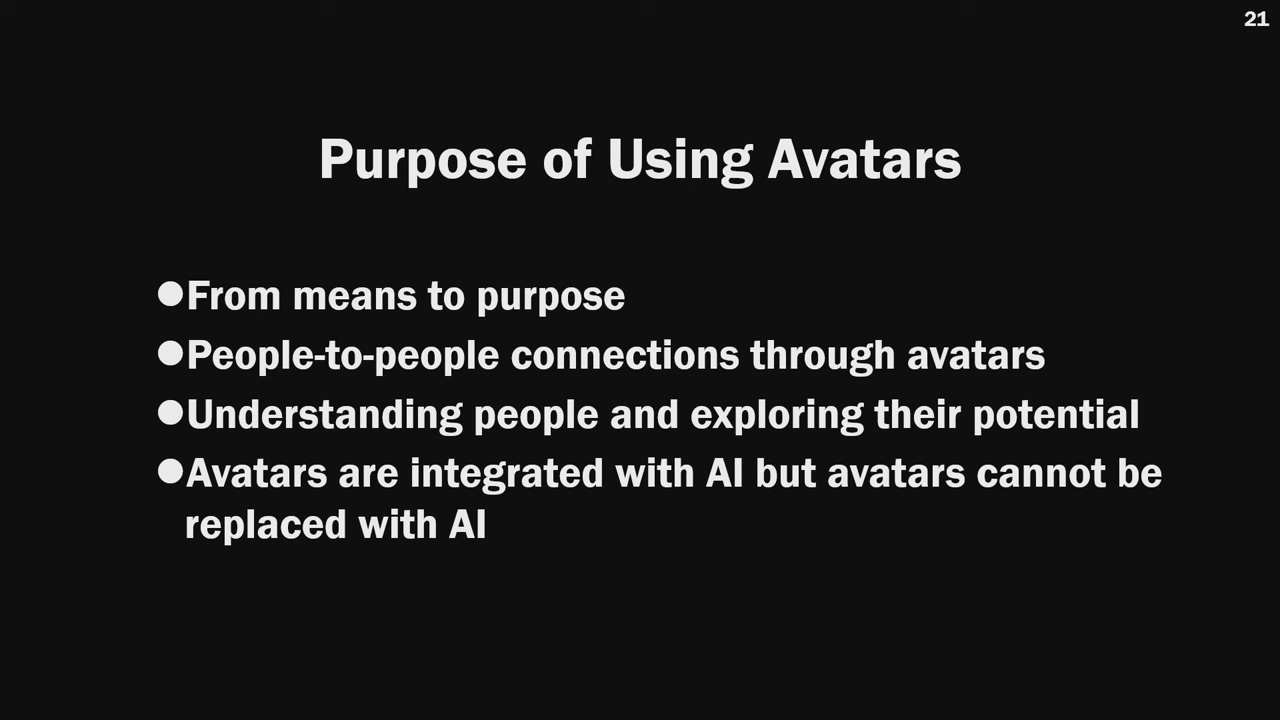 21
Purpose of Using Avatars
●From means to purpose
●People-to-people connections through avatars
●Understanding people and exploring their potential
●Avatars are integrated with AI but avatars cannot be
replaced with AI